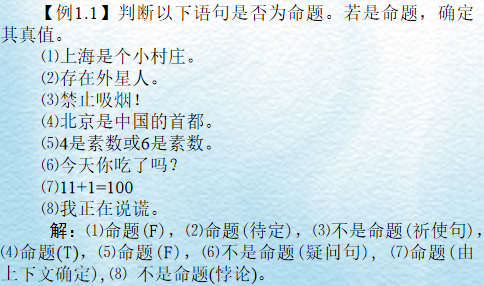 【例1.1】判断以下语句是否为命题。若是命题，确定
其真值。
⑴上海是个小村庄。
⑵存在外星人。
⑶禁止吸烟！
⑷北京是中国的首都。
⑸4是素数或6是素数。
⑹今天你吃了吗？
⑺11+1=100
⑻我正在说谎。
解：⑴命题(F)，⑵命题(待定)，⑶不是命题(祈使句)，
⑷命题(T)，⑸命题(F)，⑹不是命题(疑问句)，⑺命题(由
上下文确定),⑻ 不是命题(悖论)。